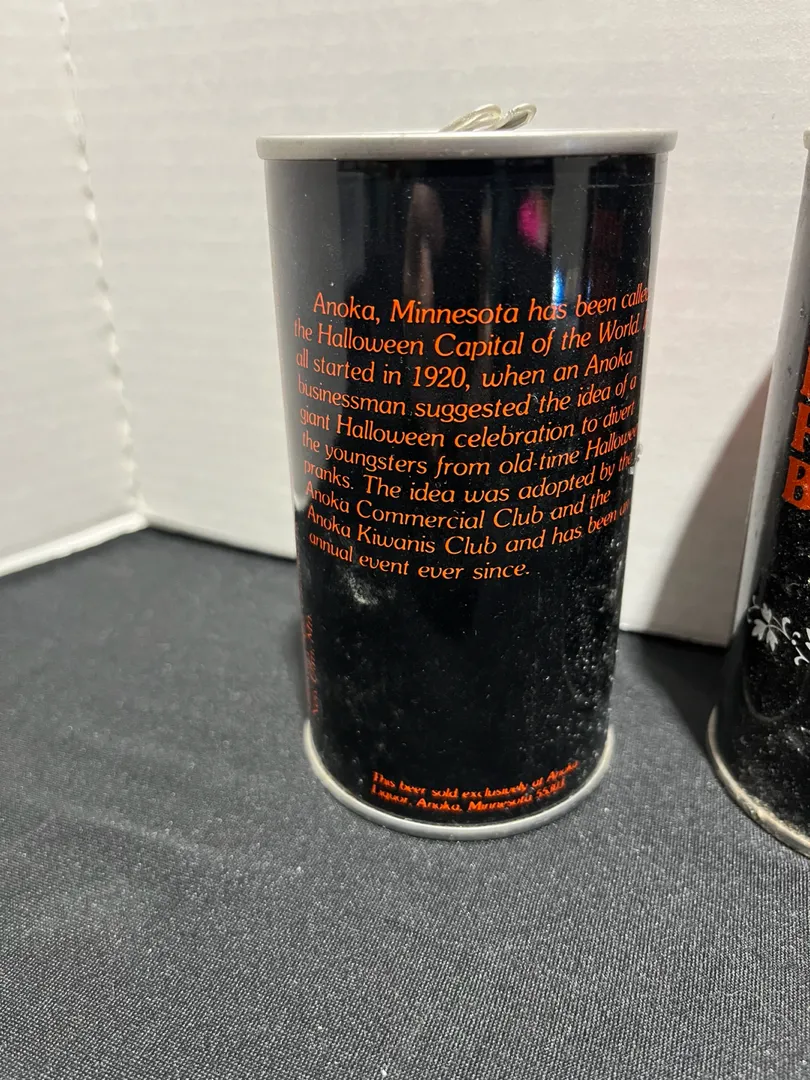 Anoka, Minnesota has been called
the Halloween Capital of the World.
all started in 1920, when an Anoka
businessman suggested the idea of a
giant Halloween celebration to divert
the youngsters from old-time Hallowee
pranks. The idea was adopted by the
Anoka Commercial Club and the
Anoka Kiwanis Club and has been an
annual event ever since.
This beer sold exclusively at Anoka
Liquor, Anoka, Minnesota 55303